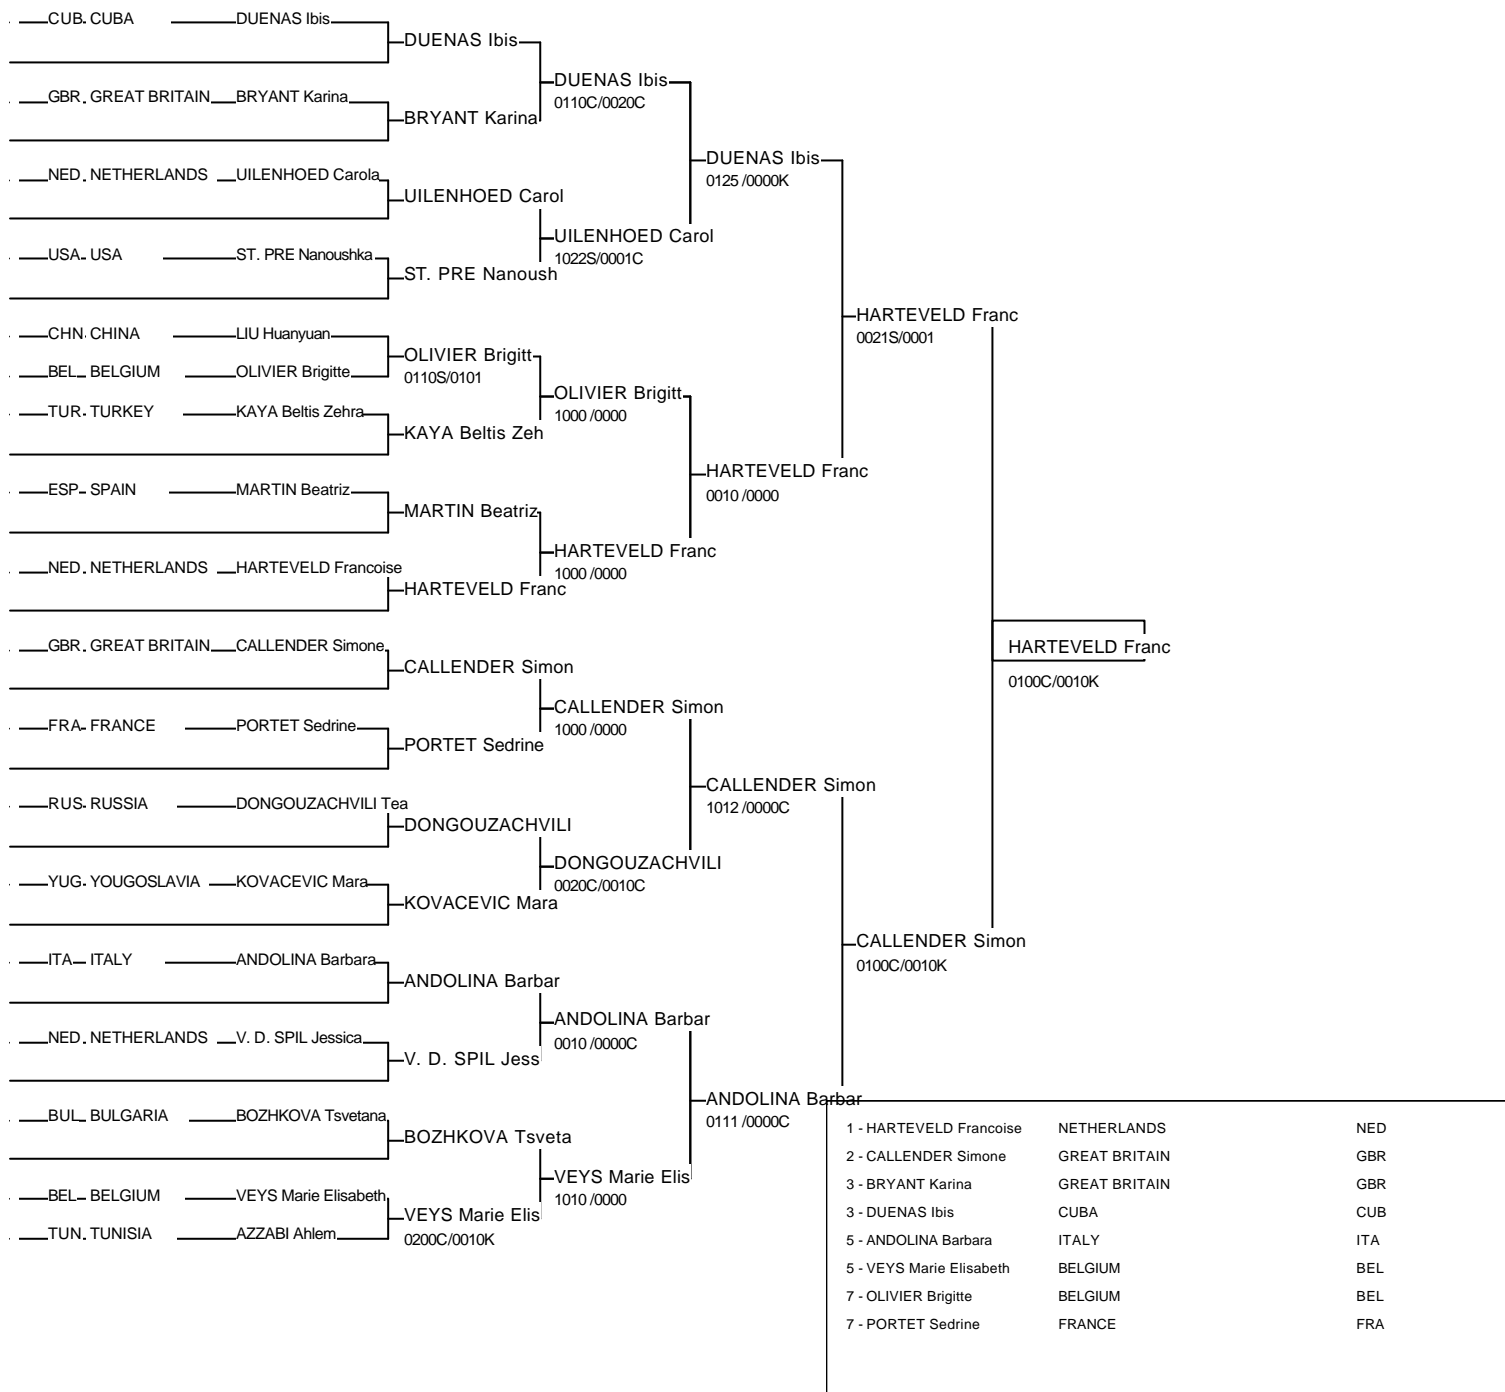 CUB CUBA DUENAS Ibis
DUENAS Ibis
DUENAS Ibis
0110C/0020C
GBR GREAT BRITAIN BRYANT Karina
BRYANT Karina
DUENAS Ibis
0125 /0000K
NED NETHERLANDS UILENHOED Carola
UILENHOED Carol
UILENHOED Carol
1022S/0001C
USA USA ST. PRE Nanoushka
ST. PRE Nanoush
HARTEVELD Franc
0021S/0001
CHN CHINA LIU Huanyuan
OLIVIER Brigitt
0110S/0101
BEL BELGIUM OLIVIER Brigitte
OLIVIER Brigitt
1000 /0000
TUR TURKEY KAYA Beltis Zehra
KAYA Beltis Zeh
HARTEVELD Franc
0010 /0000
ESP SPAIN MARTIN Beatriz
MARTIN Beatriz
HARTEVELD Franc
1000 /0000
NED NETHERLANDS HARTEVELD Francoise
HARTEVELD Franc
HARTEVELD Franc
0100C/0010K
GBR GREAT BRITAIN CALLENDER Simone
CALLENDER Simon
CALLENDER Simon
1000 /0000
FRA FRANCE PORTET Sedrine
PORTET Sedrine
CALLENDER Simon
1012 /0000C
RUS RUSSIA DONGOUZACHVILI Tea
DONGOUZACHVILI
DONGOUZACHVILI
0020C/0010C
YUG YOUGOSLAVIA KOVACEVIC Mara
KOVACEVIC Mara
CALLENDER Simon
0100C/0010K
ITA ITALY ANDOLINA Barbara
ANDOLINA Barbar
ANDOLINA Barbar
0010 /0000C
NED NETHERLANDS V. D. SPIL Jessica
V. D. SPIL Jess
ANDOLINA Barbar
0111 /0000C
BUL BULGARIA BOZHKOVA Tsvetana
BOZHKOVA Tsveta
VEYS Marie Elis
1010 /0000
BEL BELGIUM VEYS Marie Elisabeth
VEYS Marie Elis
0200C/0010K
TUN TUNISIA AZZABI Ahlem
1 - HARTEVELD Francoise NETHERLANDS NED
2 - CALLENDER Simone GREAT BRITAIN GBR
3 - BRYANT Karina GREAT BRITAIN GBR
3 - DUENAS Ibis CUBA CUB
5 - ANDOLINA Barbara ITALY ITA
5 - VEYS Marie Elisabeth BELGIUM BEL
7 - OLIVIER Brigitte BELGIUM BEL
7 - PORTET Sedrine FRANCE FRA